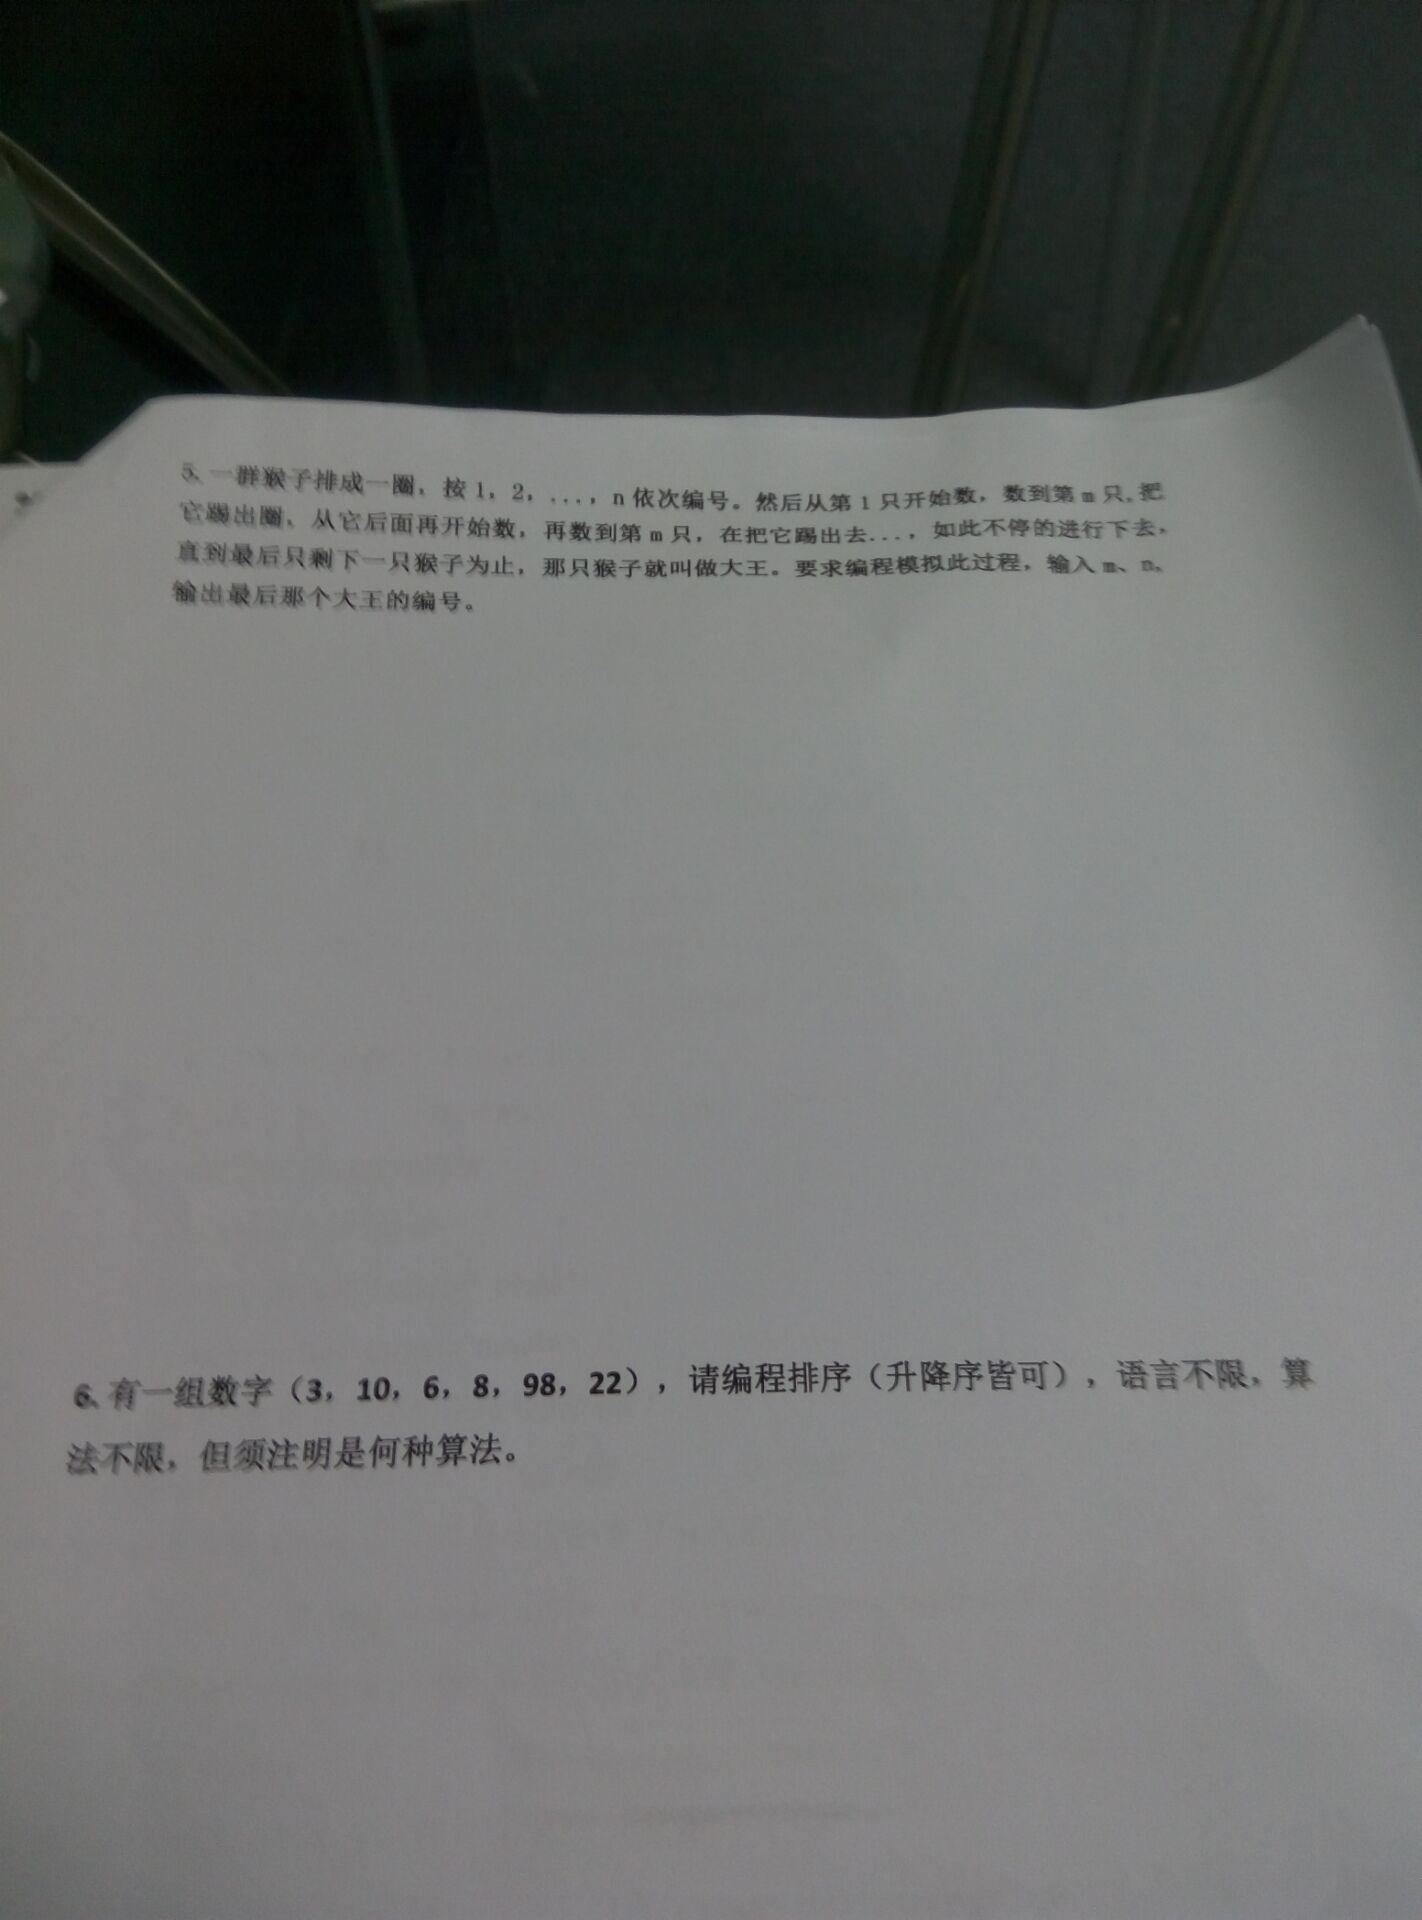 5、一群猴子排成一圈，按 1，2，...，n 依次编号。然后从第 1 只开始数，数到第 m 只,把
它踢出圈，从它后面再开始数，再数到第 m 只，在把它踢出去...，如此不停的进行下去，
直到最后只剩下一只猴子为止，那只猴子就叫做大王。要求编程模拟此过程，输入 m、n，
输出最后那个大王的编号。
6、有一组数字（3，10，6，8，98，22），请编程排序（升降序皆可），语言不限，算
法不限，但须注明是何种算法。